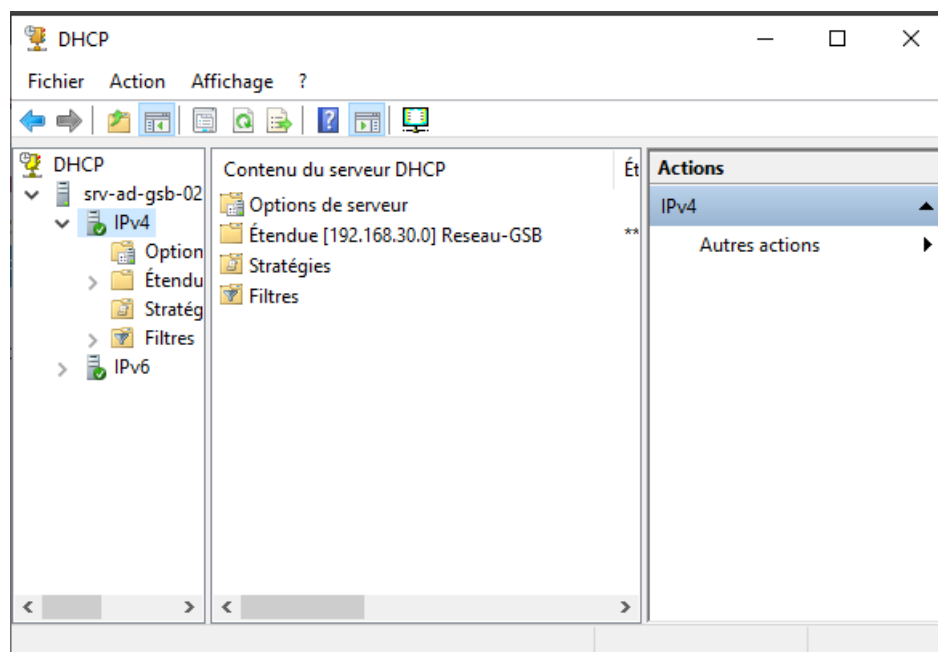 DHCP
Fichier Action Affichage ?
DHCP
srv-ad-gsb-02
IPv4
Option
Étendu
Stratég
Filtres
IPv6
Contenu du serveur DHCP Ét
Options de serveur
Étendue [192.168.30.0] Reseau-GSB **
Stratégies
Filtres
Actions
IPv4
Autres actions